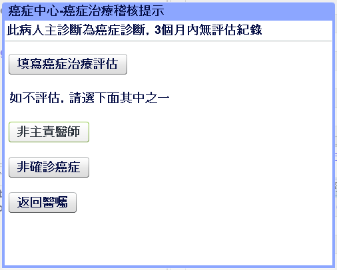 癌症中心-癌症治療稽核提示
此病人主診斷為癌症診斷, 3個月內無評估紀錄
填寫癌症治療評估
如不評估, 請選下面其中之一
非主責醫師
非確診癌症
返回醫囑